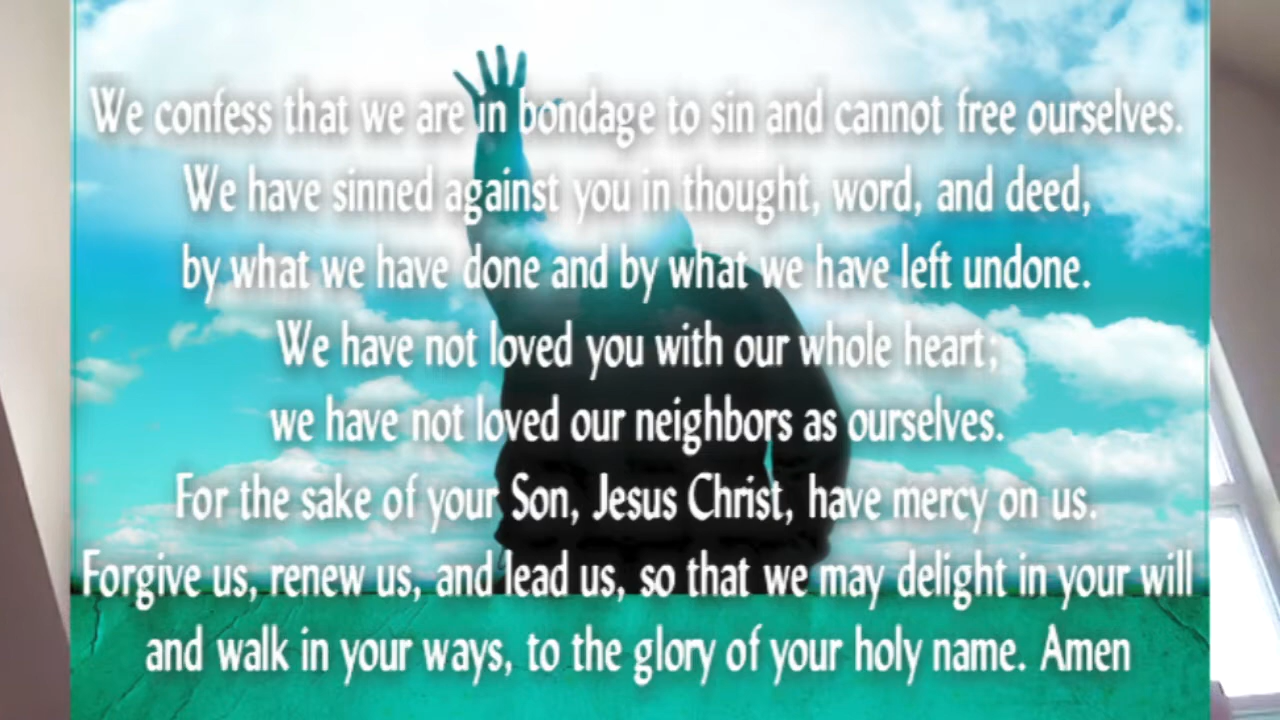 We confess that we are in bondage to sin and cannot free ourselves.
We have sinned against you in thought, word, and deed,
by what we have done and by what we have left undone.
We have not loved you with our whole heart;
we have not loved our neighbors as ourselves.
For the sake of your Son, Jesus Christ, have mercy on us.
Forgive us, renew us, and lead us, so that we may delight in your will
and walk in your ways, to the glory of your holy name. Amen